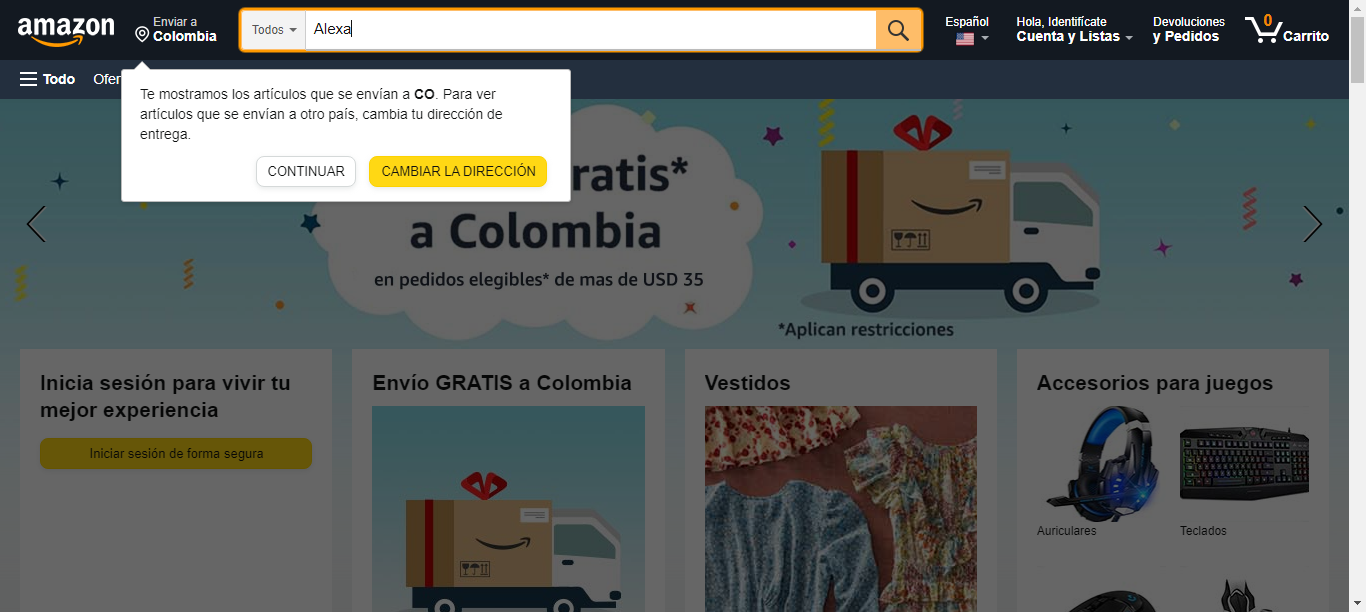 amazon
Enviar a
Colombia
Todos
Alexa
Español
Hola, Identifícate
Cuenta y Listas
Devoluciones
y Pedidos
0
Carrito
Todo
Ofer
Te mostramos los artículos que se envían a CO. Para ver
artículos que se envían a otro país, cambia tu dirección de
entrega.
CONTINUAR
CAMBIAR LA DIRECCIÓN
ratis*
a Colombia
en pedidos elegibles* de mas de USD 35
*Aplican restricciones
Inicia sesión para vivir tu
mejor experiencia
Iniciar sesión de forma segura
Envío GRATIS a Colombia
Vestidos
Accesorios para juegos
Auriculares
Teclados